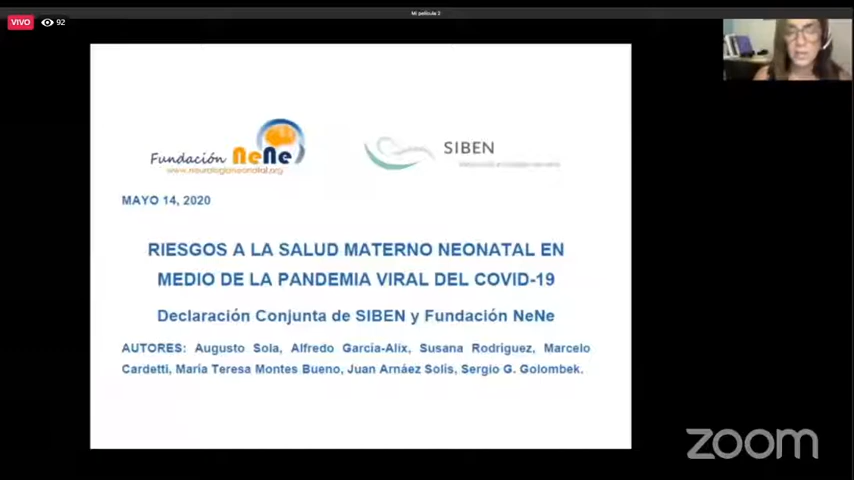 Mi película 2
VIVO 92
Fundación NeNe
www.neurologianeonatal.org
SIBEN
MAYO 14, 2020
RIESGOS A LA SALUD MATERNO NEONATAL EN
MEDIO DE LA PANDEMIA VIRAL DEL COVID-19
Declaración Conjunta de SIBEN y Fundación NeNe
AUTORES: Augusto Sola, Alfredo García-Alix, Susana Rodriguez, Marcelo
Cardetti, María Teresa Montes Bueno, Juan Arnáez Solis, Sergio G. Golombek.
zoom